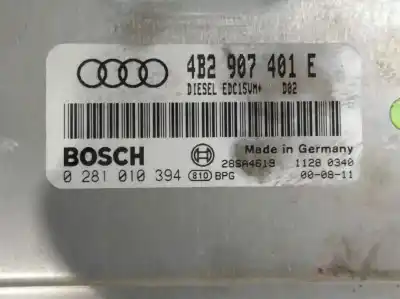 4B2 907 401 E
DIESEL EDC15VM+ D02
BOSCH
Made in Germany
28SA4619 1128 0340
0 281 010 394 810 BPG 00-08-11